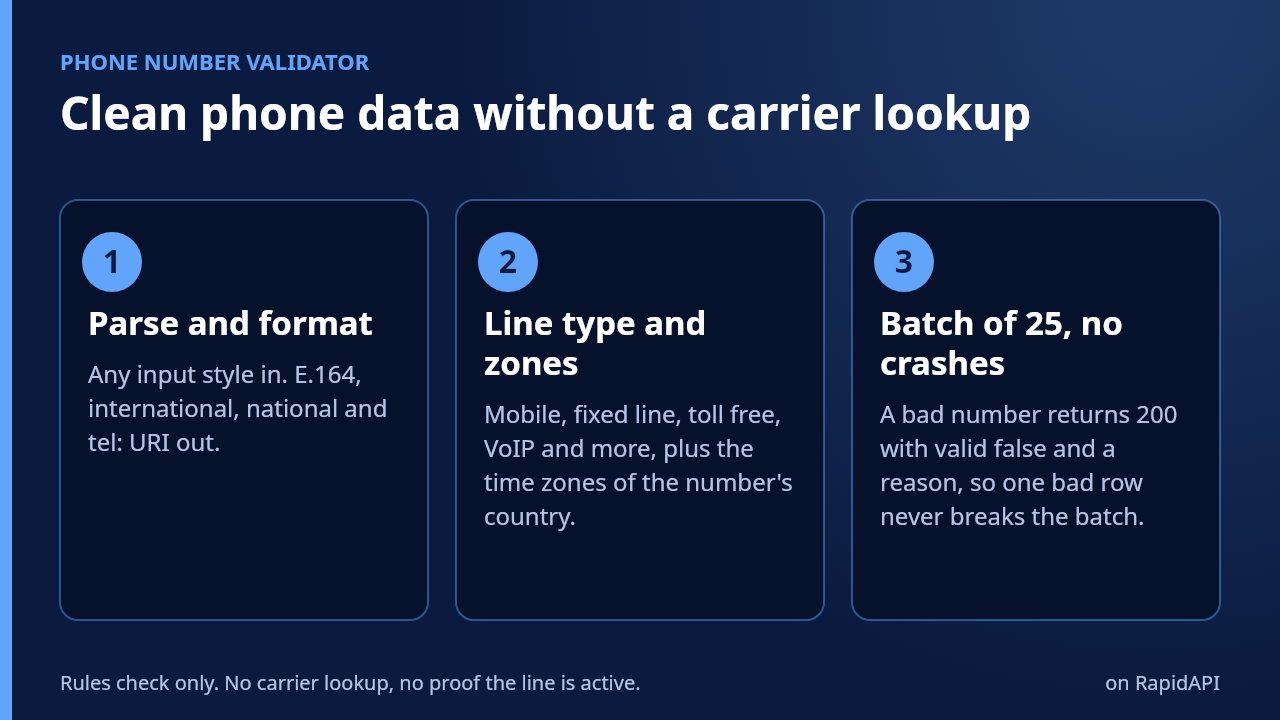 PHONE NUMBER VALIDATOR
Clean phone data without a carrier lookup
1
Parse and format
Any input style in. E.164,
international, national and
tel: URI out.
2
Line type and
zones
Mobile, fixed line, toll free,
VoIP and more, plus the
time zones of the number's
country.
3
Batch of 25, no
crashes
A bad number returns 200
with valid false and a
reason, so one bad row
never breaks the batch.
Rules check only. No carrier lookup, no proof the line is active.
on RapidAPI